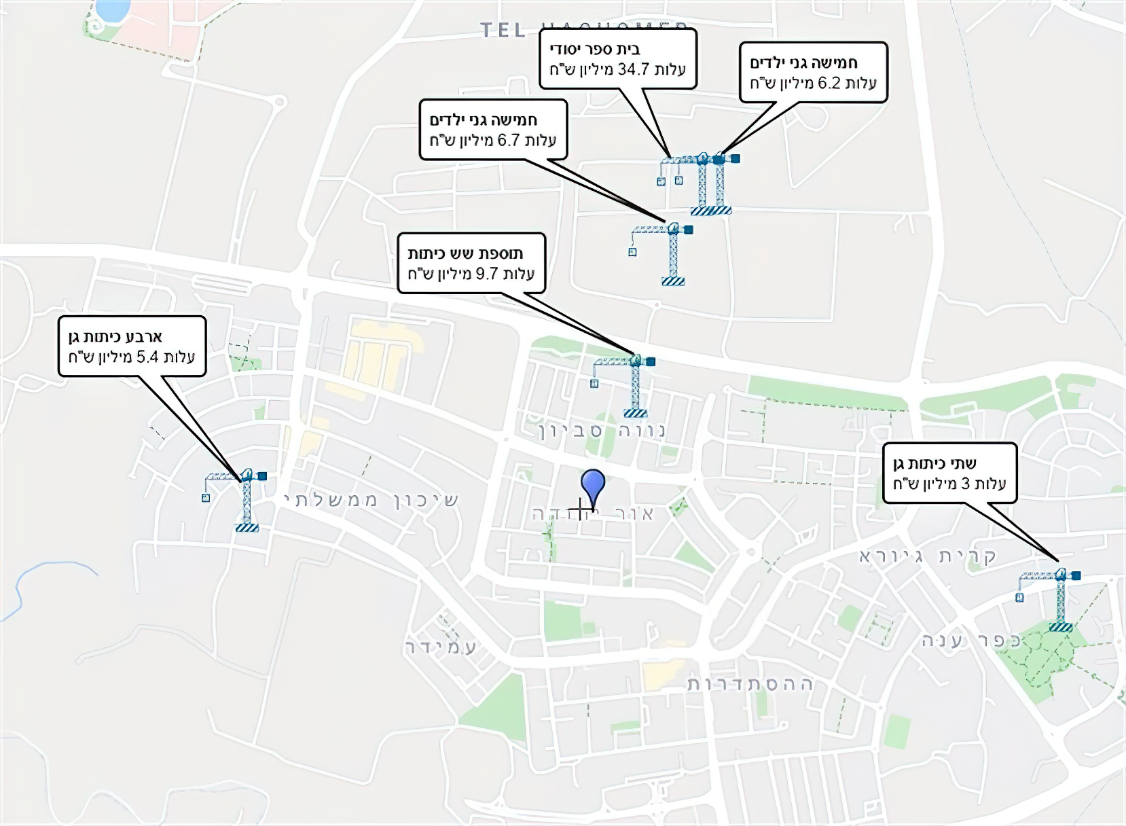 TEL HASHOMER
בית ספר יסודי
עלות 34.7 מיליון ש"ח
חמישה גני ילדים
עלות 6.2 מיליון ש"ח
חמישה גני ילדים
עלות 6.7 מיליון ש"ח
תוספת שש כיתות
עלות 9.7 מיליון ש"ח
ארבע כיתות גן
עלות 5.4 מיליון ש"ח
נווה סביון
שתי כיתות גן
עלות 3 מיליון ש"ח
שיכון ממשלתי
אור יהודה
קרית גיורא
כפר ענה
עמידר
ההסתדרות